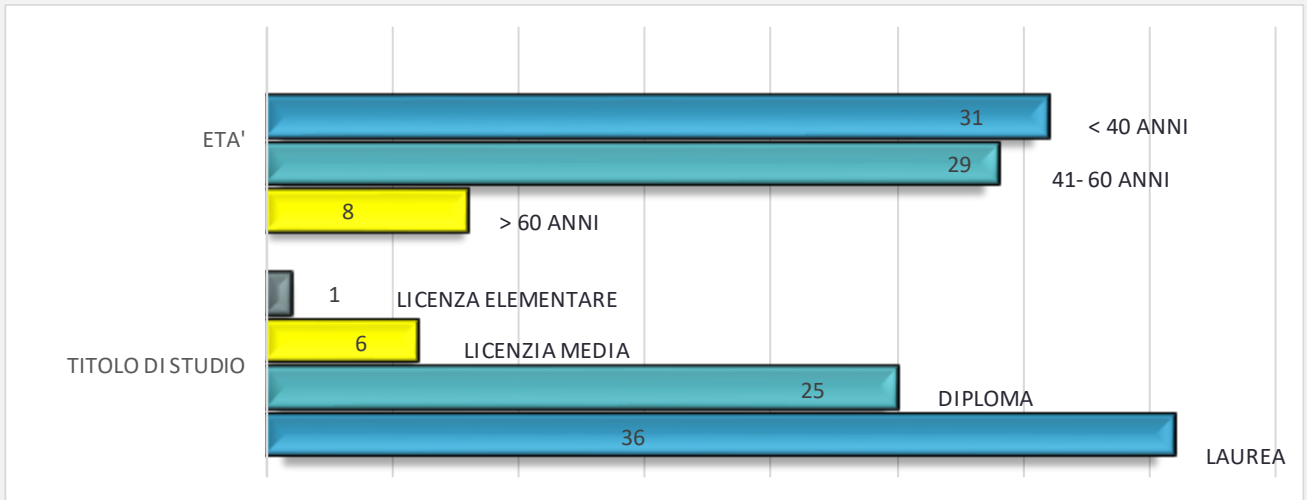 ETA'
31
< 40 ANNI
29
41- 60 ANNI
8
> 60 ANNI
TITOLO DI STUDIO
1
LICENZA ELEMENTARE
6
LICENZIA MEDIA
25
DIPLOMA
36
LAUREA